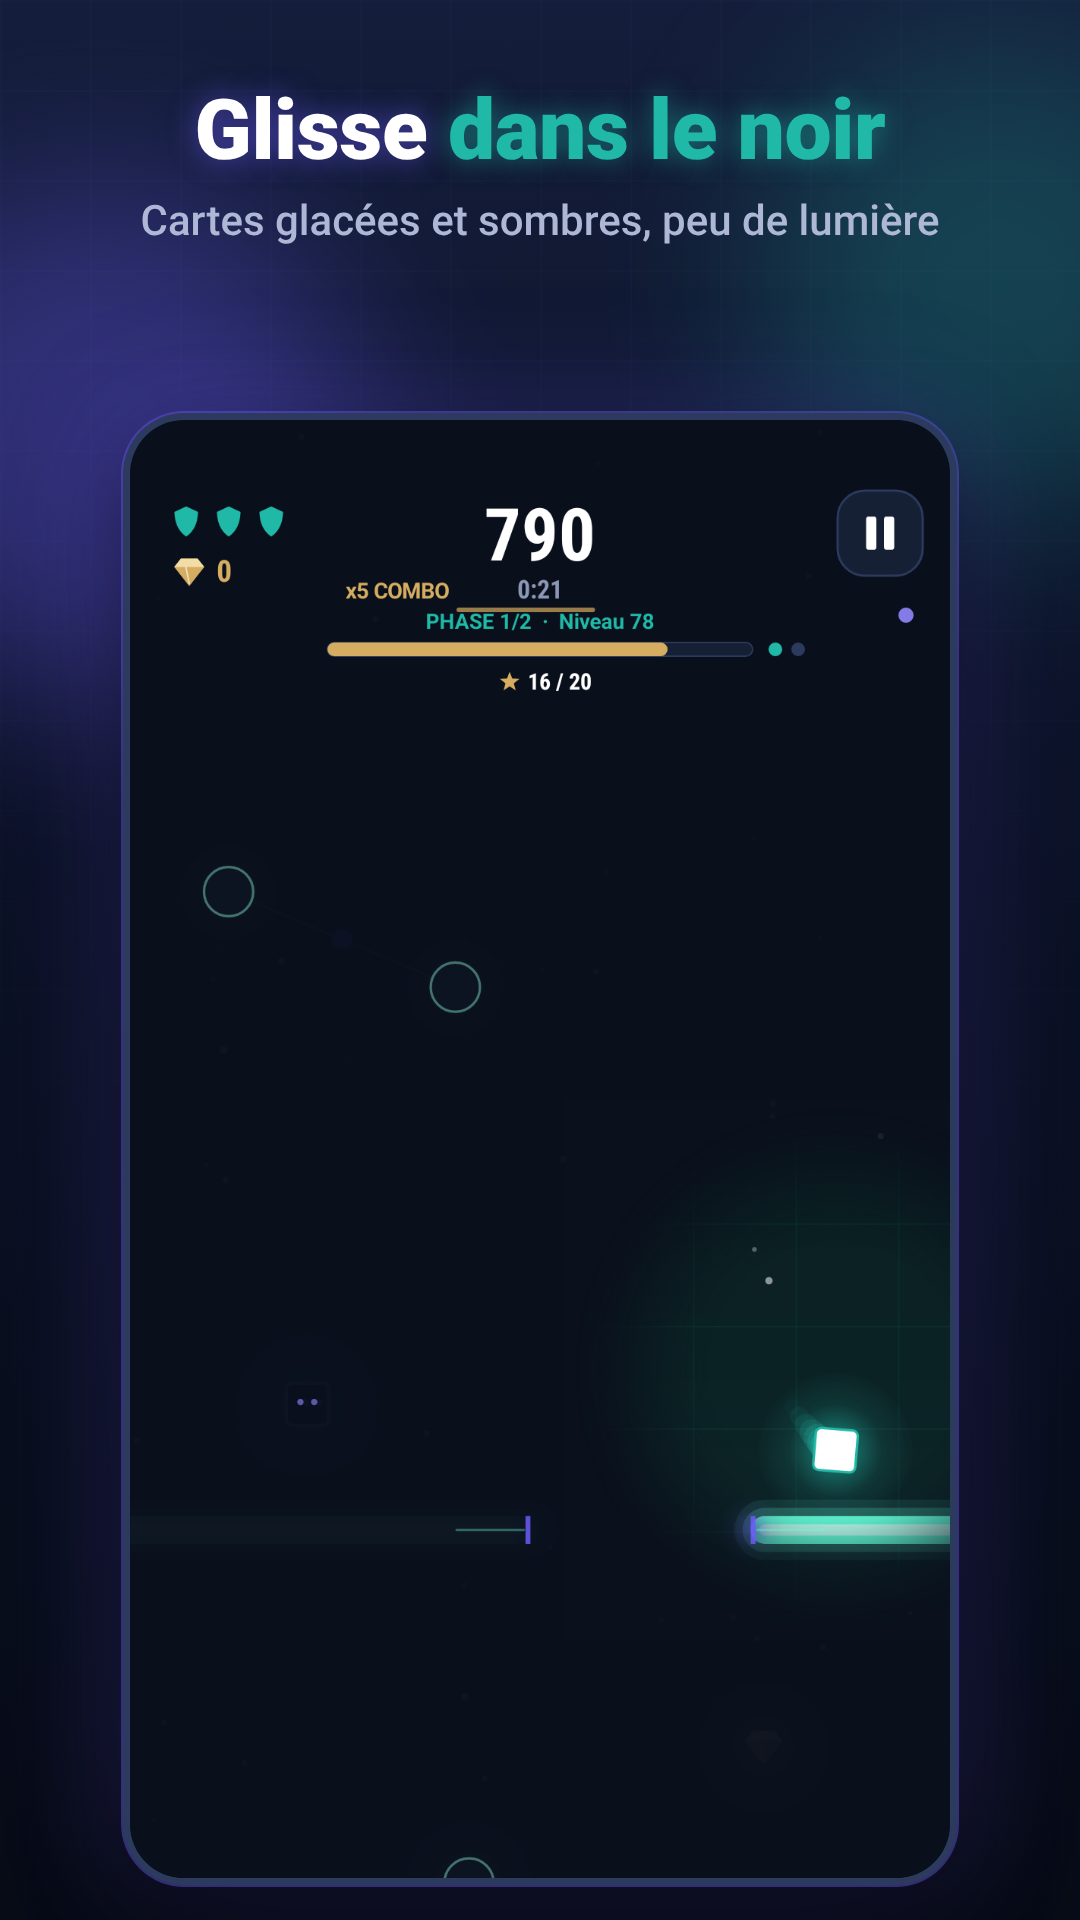 Glisse dans le noir
Cartes glacées et sombres, peu de lumière
790
0
x5 COMBO
0:21
PHASE 1/2 · Niveau 78
16 / 20